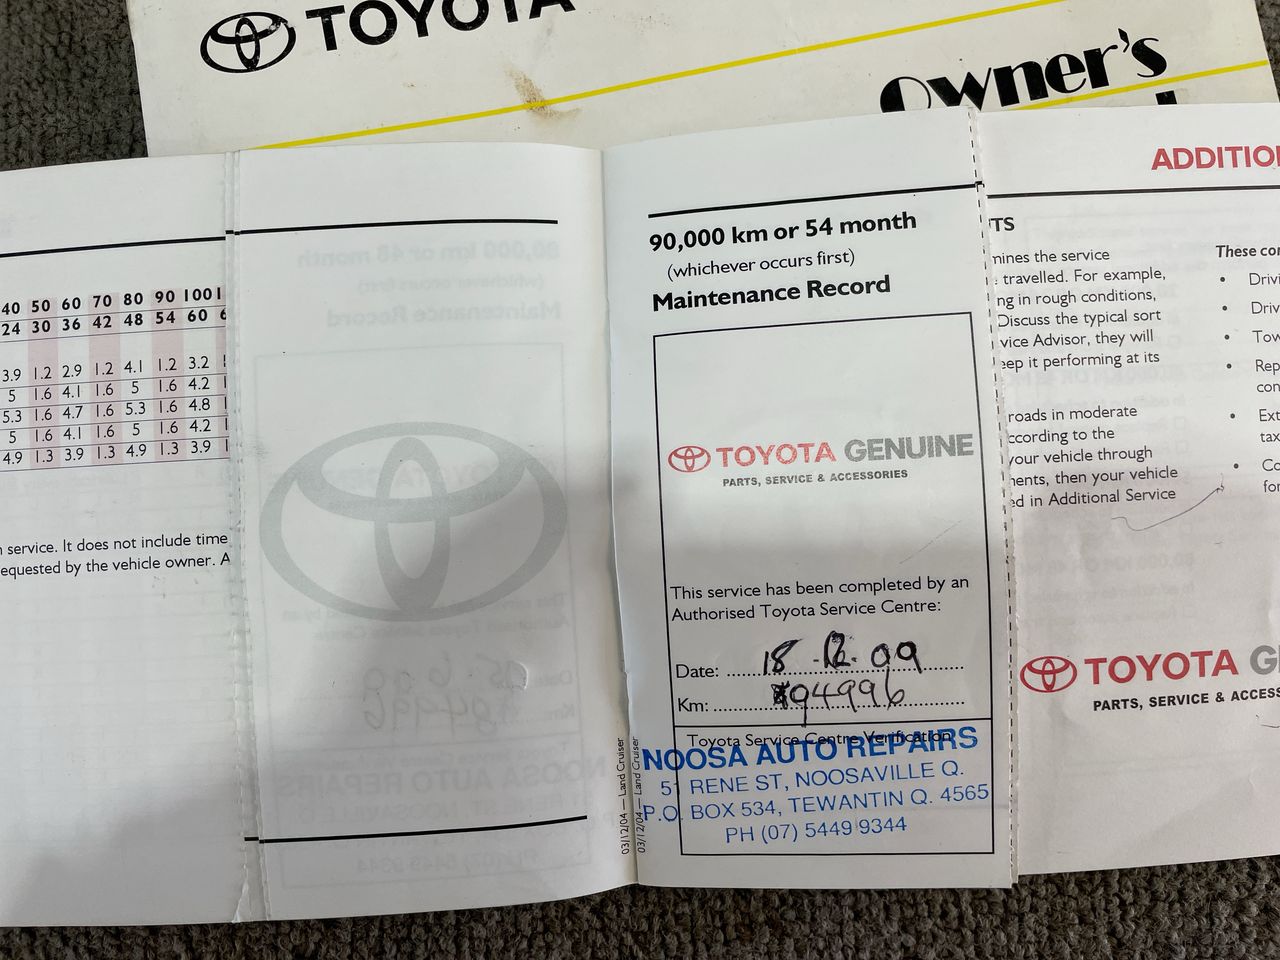 TOYOTA
Owner's
40 50 60 70 80 90 100
24 30 36 42 48 54 60
3.9 1.2 2.9 1.2 4.1 1.2 3.2
5 1.6 4.1 1.6 5 1.6 4.2
5.3 1.6 4.7 1.6 5.3 1.6 4.8
5 1.6 4.1 1.6 5 1.6 4.2
4.9 1.3 3.9 1.3 4.9 1.3 3.9
service. It does not include time
equested by the vehicle owner. A
90,000 km or 54 month
(whichever occurs first)
Maintenance Record
TOYOTA GENUINE
PARTS, SERVICE & ACCESSORIES
This service has been completed by an
Authorised Toyota Service Centre:
Date: 18.12.09
Km: 94996
Toyota Service Centre Verification
NOOSA AUTO REPAIRS
51 RENE ST, NOOSAVILLE Q.
P.O. BOX 534, TEWANTIN Q. 4565
PH (07) 5449 9344
03/12/04 — Land Cruiser
03/12/04 — Land Cruiser
ADDITIO
TS
mines the service
travelled. For example,
ng in rough conditions,
Discuss the typical sort
vice Advisor, they will
eep it performing at its
roads in moderate
ccording to the
your vehicle through
nents, then your vehicle
ed in Additional Service
These con
• Drivi
• Driv
• Tow
• Rep
con
• Ext
tax
• Co
for
TOYOTA G
PARTS, SERVICE & ACCESS